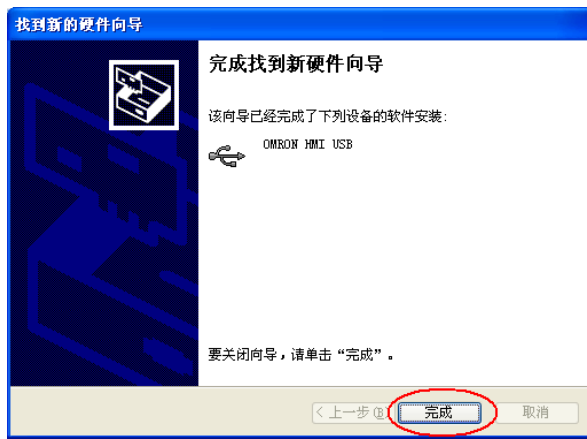 找到新的硬件向导
完成找到新硬件向导
该向导已经完成了下列设备的软件安装:
OMRON HMI USB
要关闭向导，请单击“完成”。
<上一步(B) 完成 取消